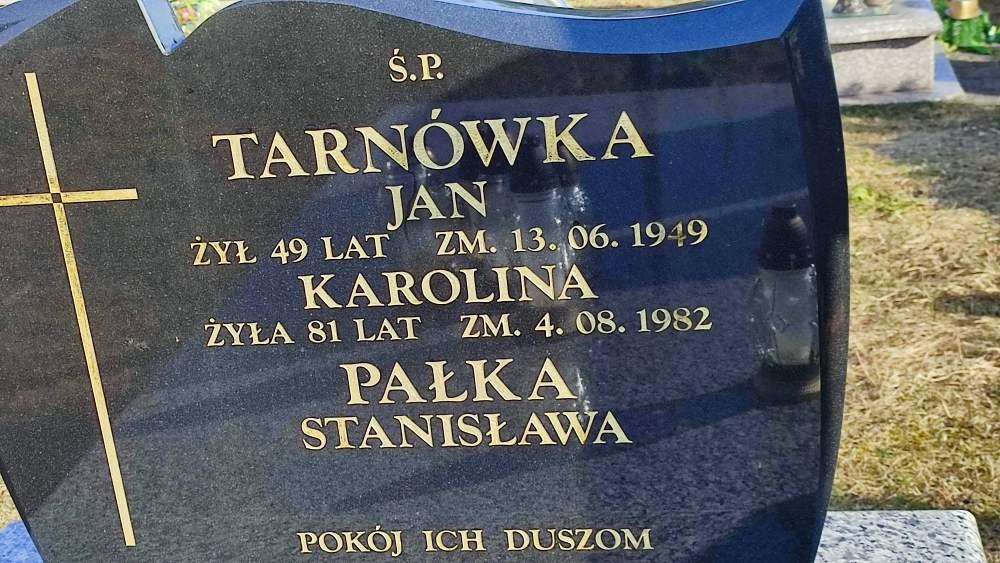 Ś.P.
TARNÓWKA
JAN
ŻYŁ 49 LAT ZM. 13. 06. 1949
KAROLINA
ŻYŁA 81 LAT ZM. 4. 08. 1982
PAŁKA
STANISŁAWA
POKÓJ ICH DUSZOM